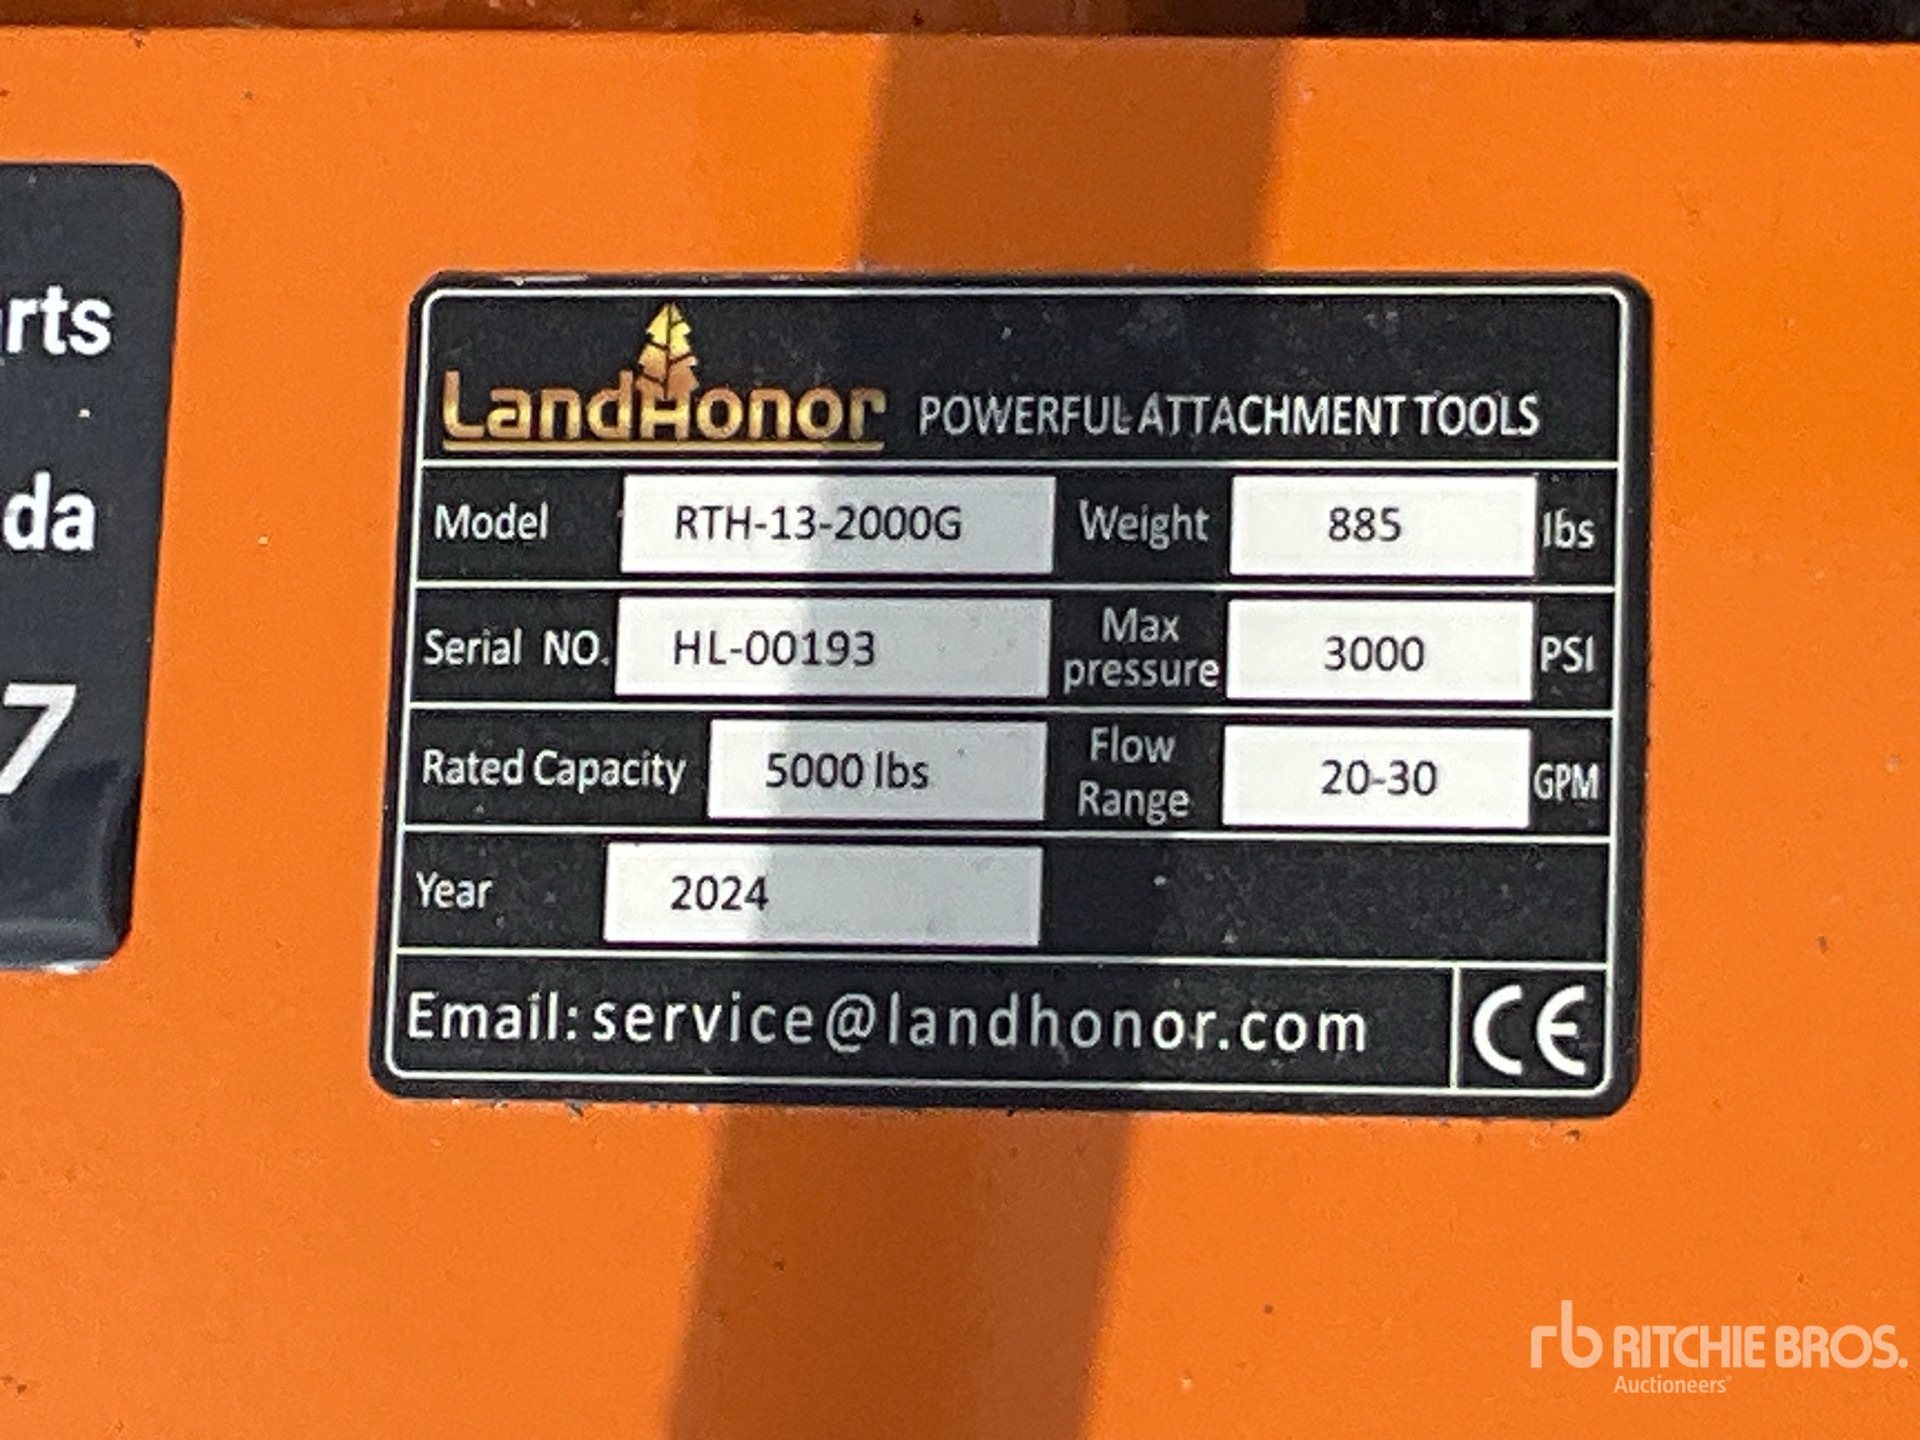 rts
da
7
LandHonor POWERFUL ATTACHMENT TOOLS
Model RTH-13-2000G Weight 885 lbs
Serial NO. HL-00193 Max pressure 3000 PSI
Rated Capacity 5000 lbs Flow Range 20-30 GPM
Year 2024
Email: service@landhonor.com CE
rb RITCHIE BROS.
Auctioneers